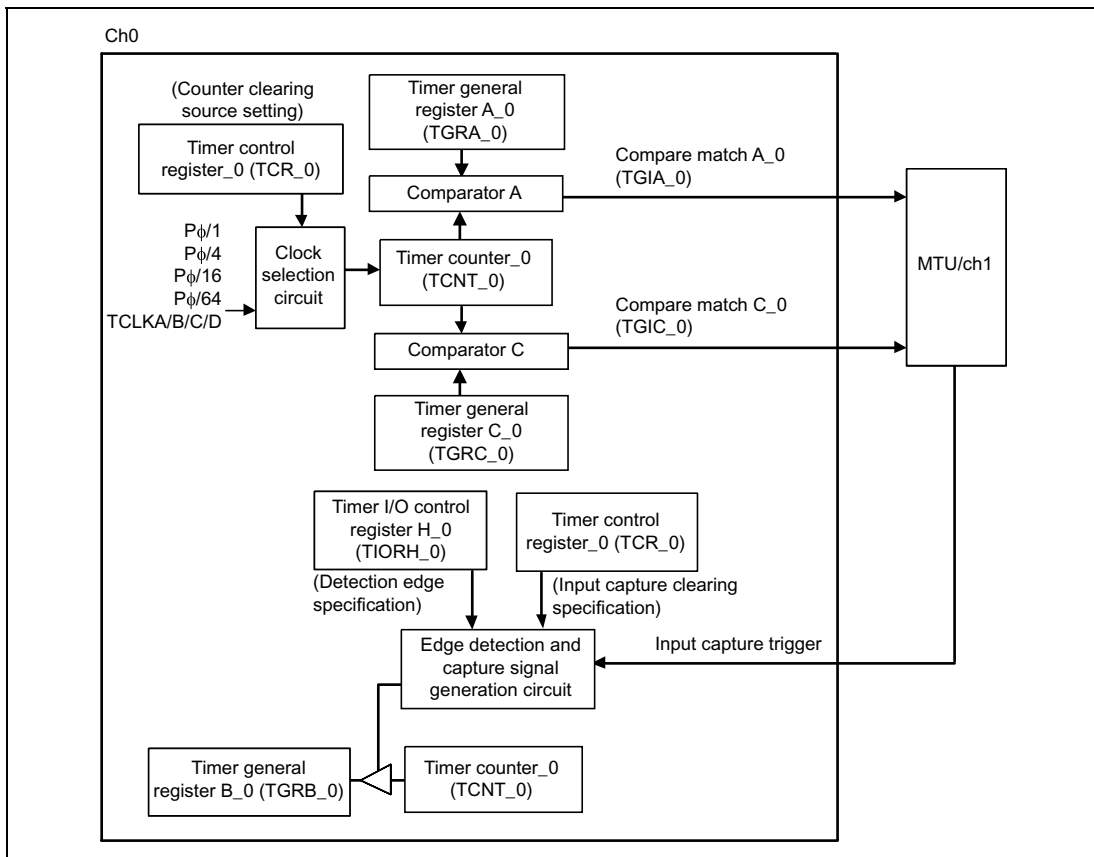 Ch0
(Counter clearing
source setting)
Timer control
register_0 (TCR_0)
Pϕ/1
Pϕ/4
Pϕ/16
Pϕ/64
TCLKA/B/C/D
Clock
selection
circuit
Timer general
register A_0
(TGRA_0)
Comparator A
Timer counter_0
(TCNT_0)
Comparator C
Timer general
register C_0
(TGRC_0)
Compare match A_0
(TGIA_0)
Compare match C_0
(TGIC_0)
MTU/ch1
Timer I/O control
register H_0
(TIORH_0)
(Detection edge
specification)
Timer control
register_0 (TCR_0)
(Input capture clearing
specification)
Edge detection and
capture signal
generation circuit
Input capture trigger
Timer general
register B_0 (TGRB_0)
Timer counter_0
(TCNT_0)